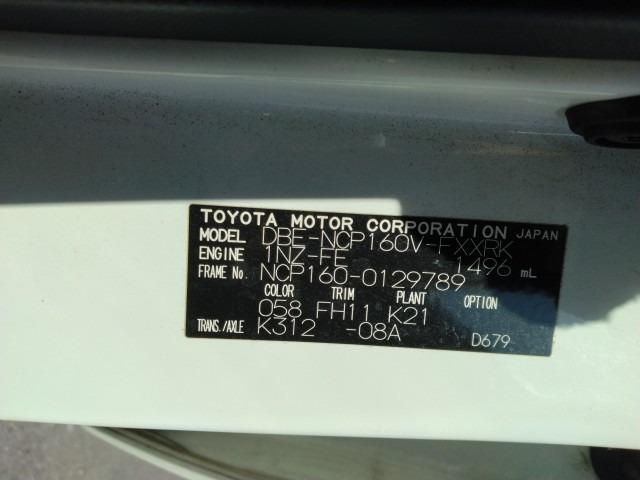 TOYOTA MOTOR CORPORATION JAPAN
MODEL DBE-NCP160V-EXXRK
ENGINE 1NZ-FE 1496 mL
FRAME NO. NCP160-0129789
COLOR TRIM PLANT OPTION
058 FH11 K21
TRANS./AXLE K312 -08A D679